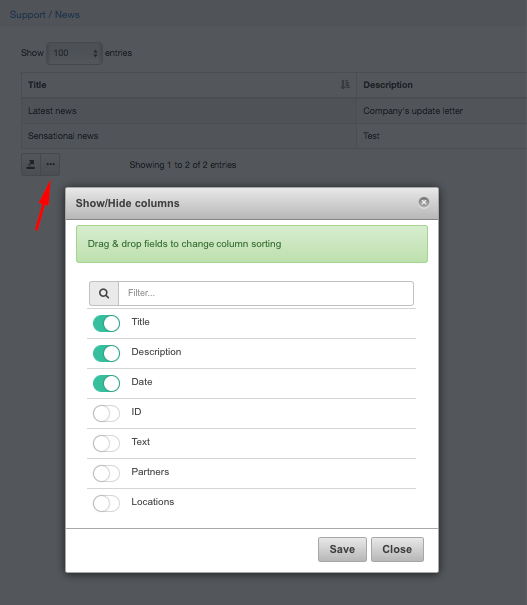 Support / News
Show 100 entries
Title Description
Latest news Company's update letter
Sensational news Test
Showing 1 to 2 of 2 entries
Show/Hide columns
Drag & drop fields to change column sorting
Filter...
Title
Description
Date
ID
Text
Partners
Locations
Save Close